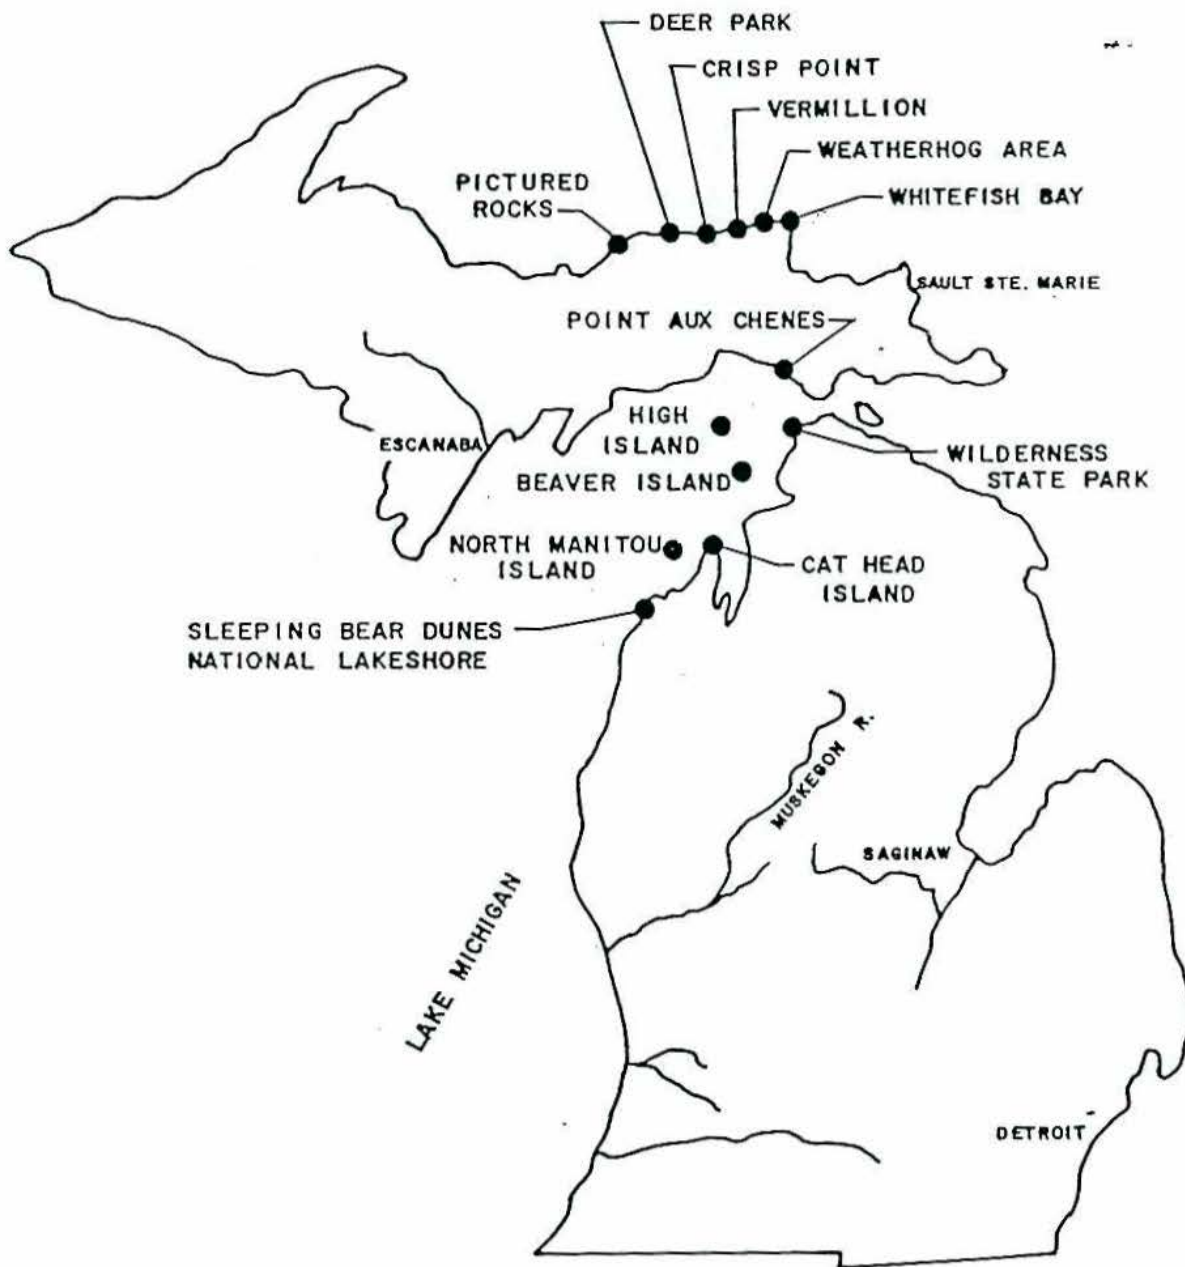 DEER PARK
CRISP POINT
VERMILLION
WEATHERHOG AREA
PICTURED
ROCKS
WHITEFISH BAY
SAULT STE. MARIE
POINT AUX CHENES
HIGH
ISLAND
ESCANABA
WILDERNESS
STATE PARK
BEAVER ISLAND
NORTH MANITOU
ISLAND
CAT HEAD
ISLAND
SLEEPING BEAR DUNES
NATIONAL LAKESHORE
MUSKEGON R.
SAGINAW
LAKE MICHIGAN
DETROIT